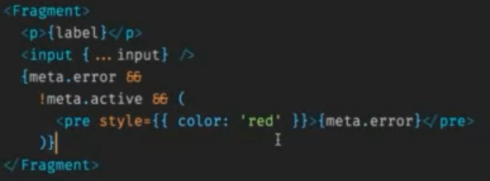 <Fragment>
<p>{label}</p>
<input {...input} />
{meta.error &&
!meta.active && (
<pre style={{ color: 'red' }}>{meta.error}</pre>
)}
</Fragment>